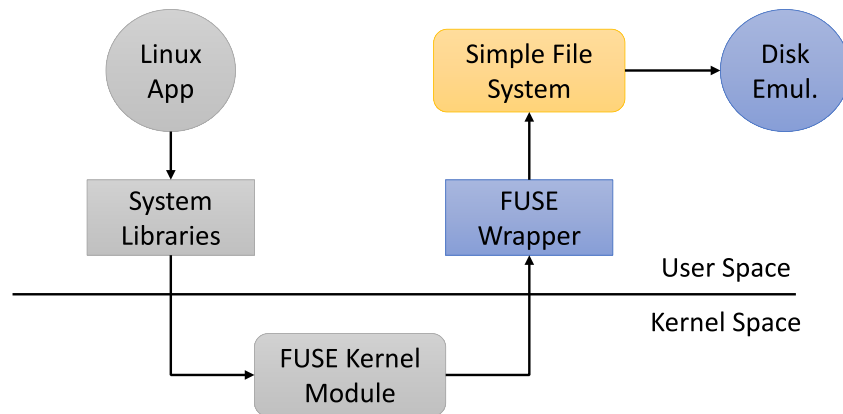 Linux
App
System
Libraries
FUSE Kernel
Module
FUSE
Wrapper
Simple File
System
Disk
Emul.
User Space
Kernel Space